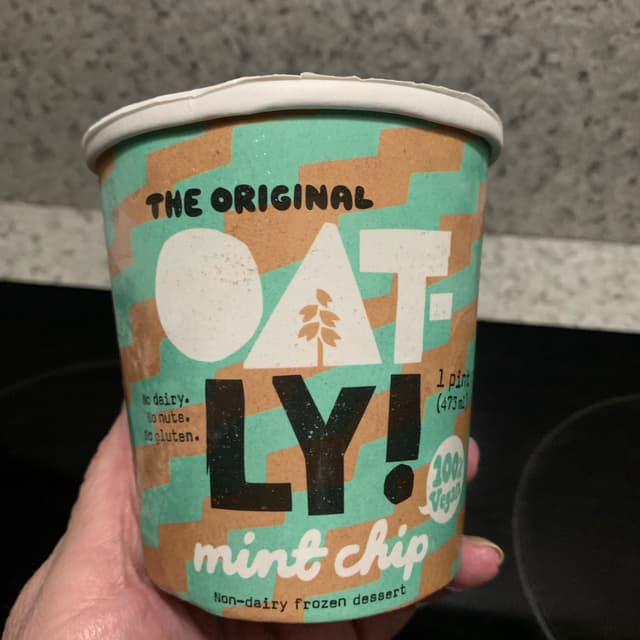 THE ORIGINAL
OAT-
LY!
1 pint
(473 ml)
No dairy.
No nuts.
No gluten.
100%
Vegan
mint chip
Non-dairy frozen dessert